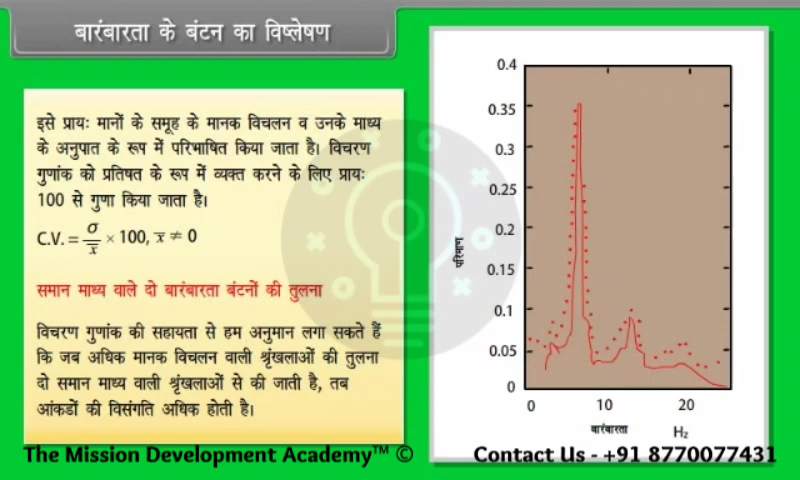 बारंबारता के बंटन का विष्लेषण
इसे प्रायः मानों के समूह के मानक विचलन व उनके माध्य
के अनुपात के रूप में परिभाषित किया जाता है। विचरण
गुणांक को प्रतिषत के रूप में व्यक्त करने के लिए प्रायः
100 से गुणा किया जाता है।
C.V. = σ/x̄ × 100, x̄ ≠ 0
समान माध्य वाले दो बारंबारता बंटनों की तुलना
विचरण गुणांक की सहायता से हम अनुमान लगा सकते हैं
कि जब अधिक मानक विचलन वाली श्रृंखलाओं की तुलना
दो समान माध्य वाली श्रृंखलाओं से की जाती है, तब
आंकडों की विसंगति अधिक होती है।
0.4
0.35
0.3
0.25
0.2
0.15
0.1
0.05
0
परिमाण
0 10 20
बारंबारता Hz
The Mission Development Academy™ ©
Contact Us - +91 8770077431